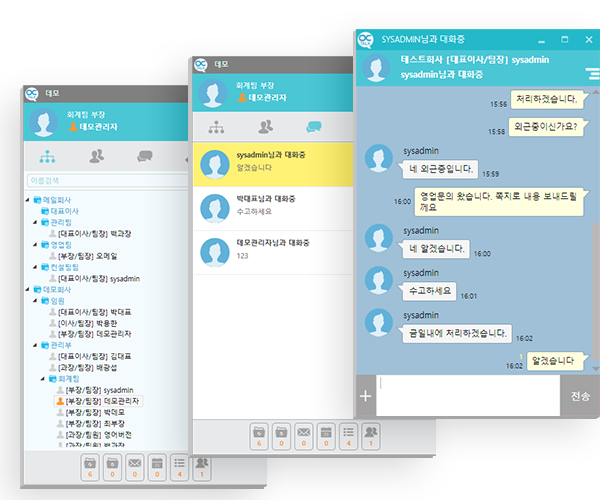 데모
회계팀 부장
데모관리자
이름검색
메일회사
대표이사
관리팀
[대표이사/팀장] 백과장
영업팀
[부장/팀장] 오메일
컨설팅팀
[대표이사/팀장] sysadmin
데모회사
임원
[대표이사/팀장] 박대표
[이사/팀장] 박용한
[부장/팀장] 데모관리자
관리부
[대표이사/팀장] 김대표
[과장/팀장] 배광섭
회계팀
[부장/팀장] sysadmin
[부장/팀장] 데모관리자
[부장/팀장] 박데모
[부장/팀장] 최부장
[과장/팀원] 영어버전
[과장/팀원] 백과장
6 0 0 0 4 1
데모
회계팀 부장
데모관리자
sysadmin님과 대화중
알겠습니다
박대표님과 대화중
수고하세요
데모관리자님과 대화중
123
6 0 0 0 4 1
SYSADMIN님과 대화중
테스트회사 [대표이사/팀장] sysadmin
sysadmin님과 대화중
15:56 처리하겠습니다.
15:58 외근중이신가요?
sysadmin
네 외근중입니다. 15:59
16:00 영업문의 왔습니다. 쪽지로 내용 보내드릴
께요
sysadmin
네 알겠습니다. 16:00
sysadmin
수고하세요 16:01
sysadmin
금일내에 처리하겠습니다. 16:02
1
16:02 알겠습니다
전송